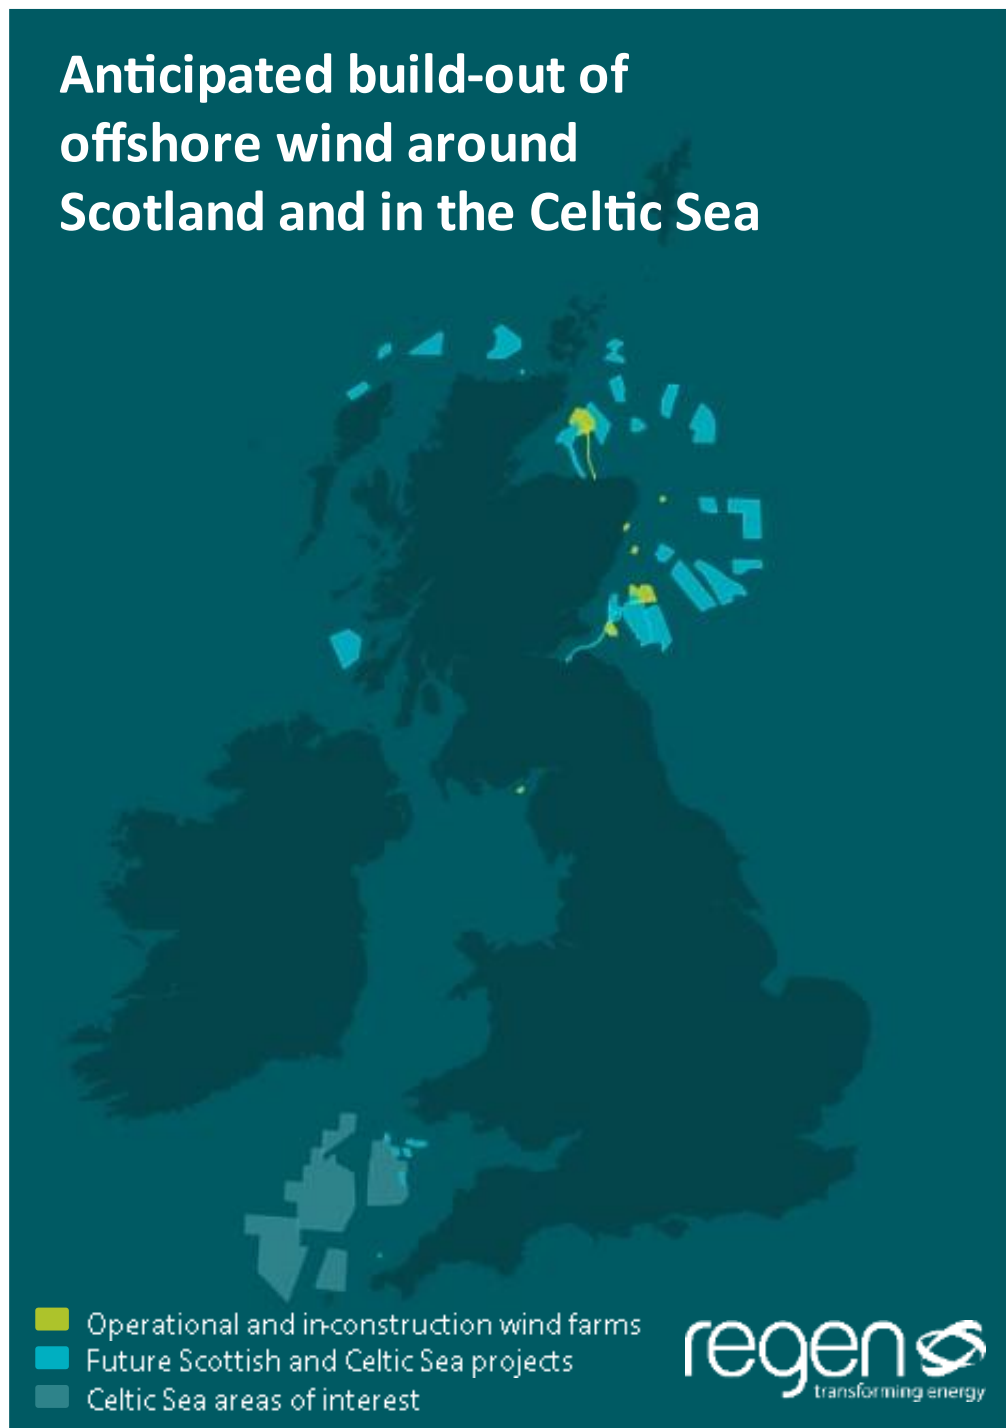 Anticipated build-out of
offshore wind around
Scotland and in the Celtic Sea
Operational and in-construction wind farms
Future Scottish and Celtic Sea projects
Celtic Sea areas of interest
regen
transforming energy